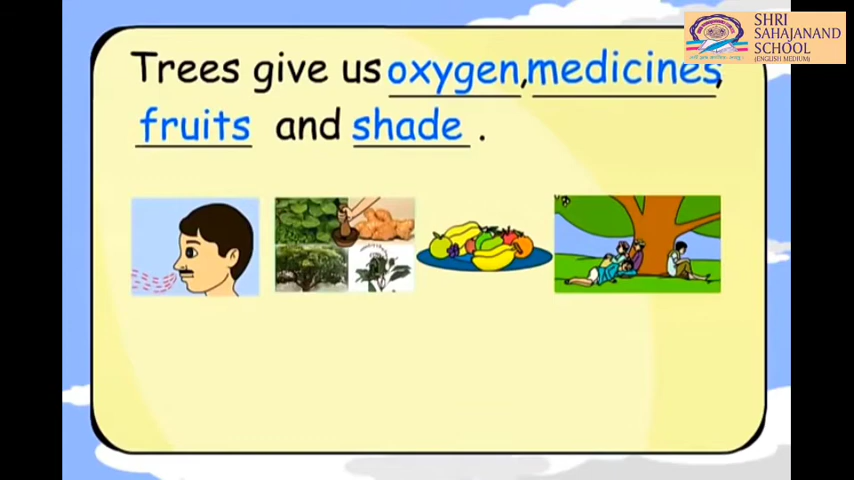 Trees give us oxygen, medicines,
fruits and shade .
SHRI
SAHAJANAND
SCHOOL
(ENGLISH MEDIUM)